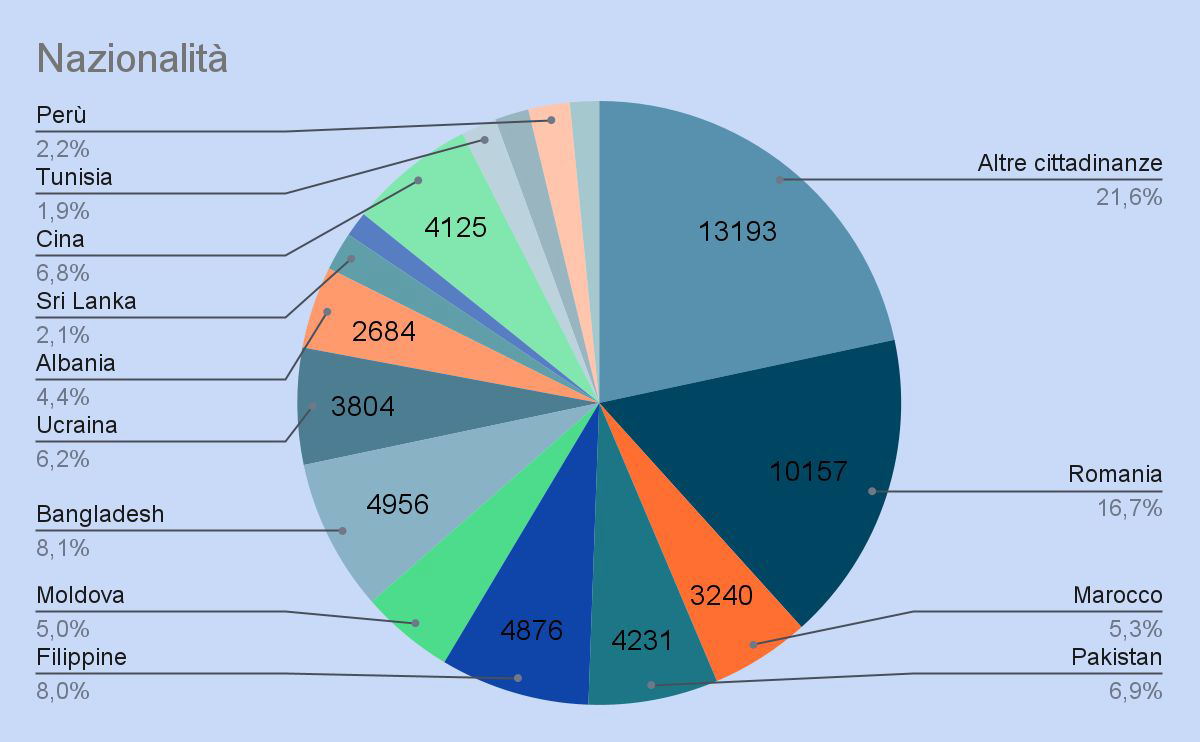 Nazionalità
Perù
2,2%
Tunisia
1,9%
Cina
6,8%
Sri Lanka
2,1%
Albania
4,4%
Ucraina
6,2%
Bangladesh
8,1%
Moldova
5,0%
Filippine
8,0%
Altre cittadinanze
21,6%
Romania
16,7%
Marocco
5,3%
Pakistan
6,9%
13193
10157
3240
4231
4876
4956
3804
2684
4125